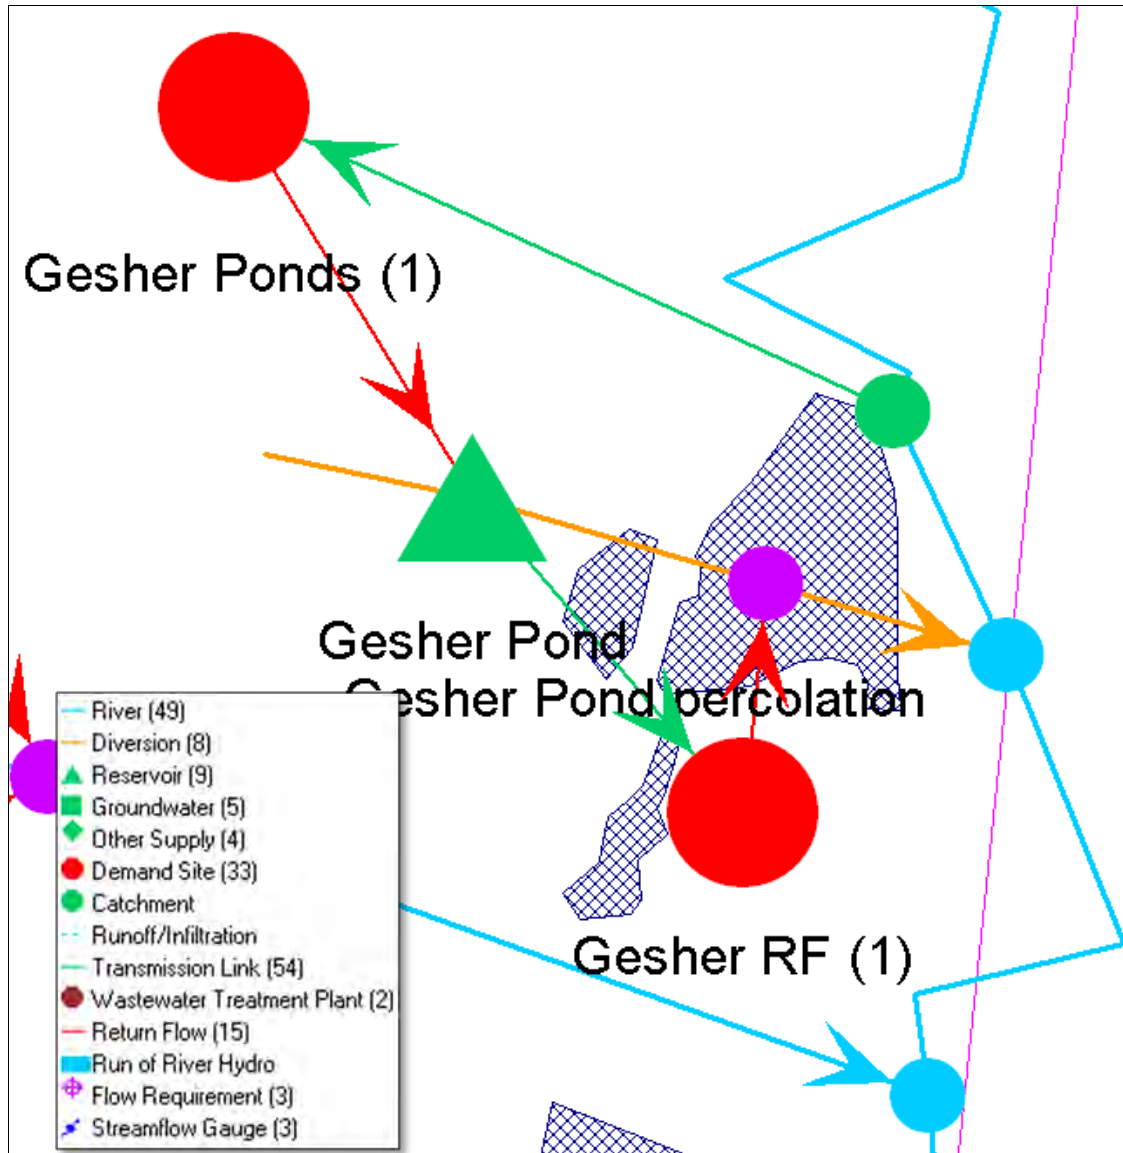 Gesher Ponds (1)
Gesher Pond
Gesher Pond percolation
Gesher RF (1)
River (49)
Diversion (8)
Reservoir (9)
Groundwater (5)
Other Supply (4)
Demand Site (33)
Catchment
Runoff/Infiltration
Transmission Link (54)
Wastewater Treatment Plant (2)
Return Flow (15)
Run of River Hydro
Flow Requirement (3)
Streamflow Gauge (3)